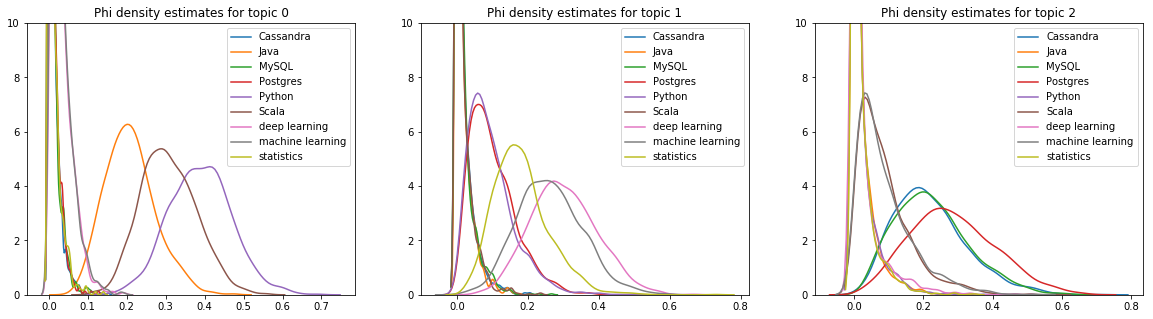 Phi density estimates for topic 0
10
8
6
4
2
0
0.0 0.1 0.2 0.3 0.4 0.5 0.6 0.7
Cassandra
Java
MySQL
Postgres
Python
Scala
deep learning
machine learning
statistics
Phi density estimates for topic 1
10
8
6
4
2
0
0.0 0.2 0.4 0.6 0.8
Cassandra
Java
MySQL
Postgres
Python
Scala
deep learning
machine learning
statistics
Phi density estimates for topic 2
10
8
6
4
2
0
0.0 0.2 0.4 0.6 0.8
Cassandra
Java
MySQL
Postgres
Python
Scala
deep learning
machine learning
statistics